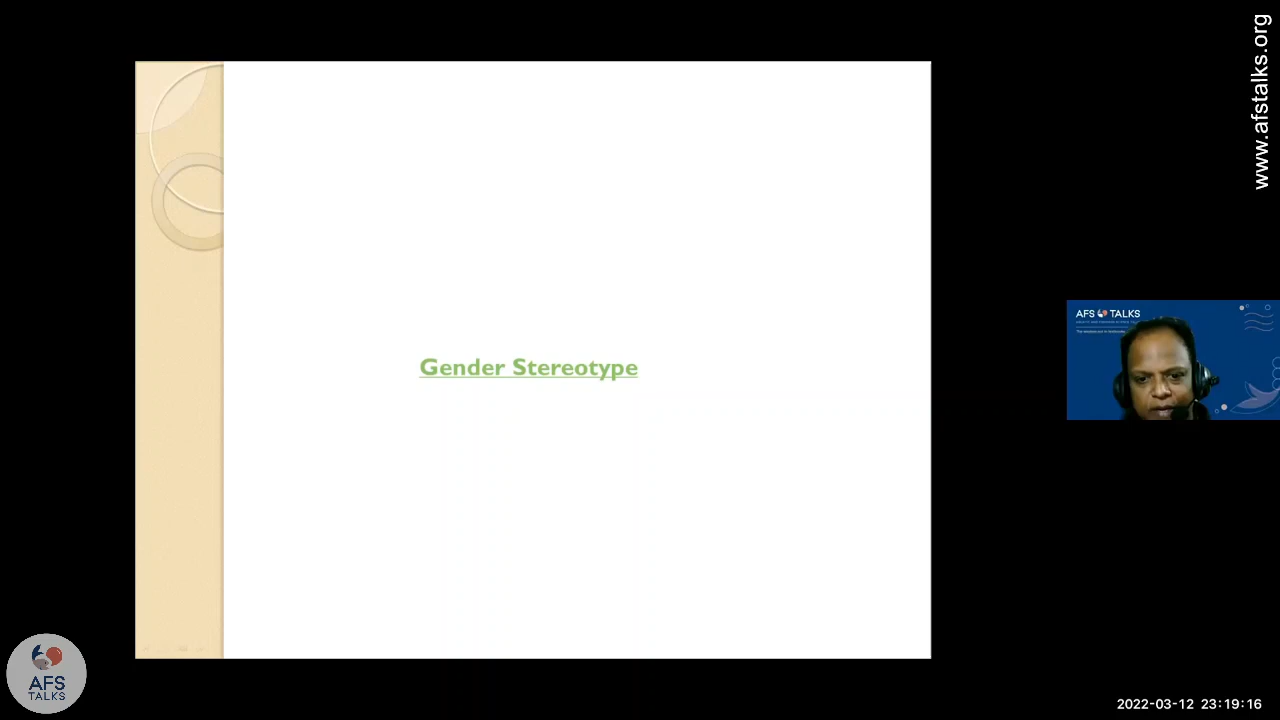 www.afstalks.org
Gender Stereotype
AFS TALKS
AFS
TALKS
2022-03-12 23:19:16